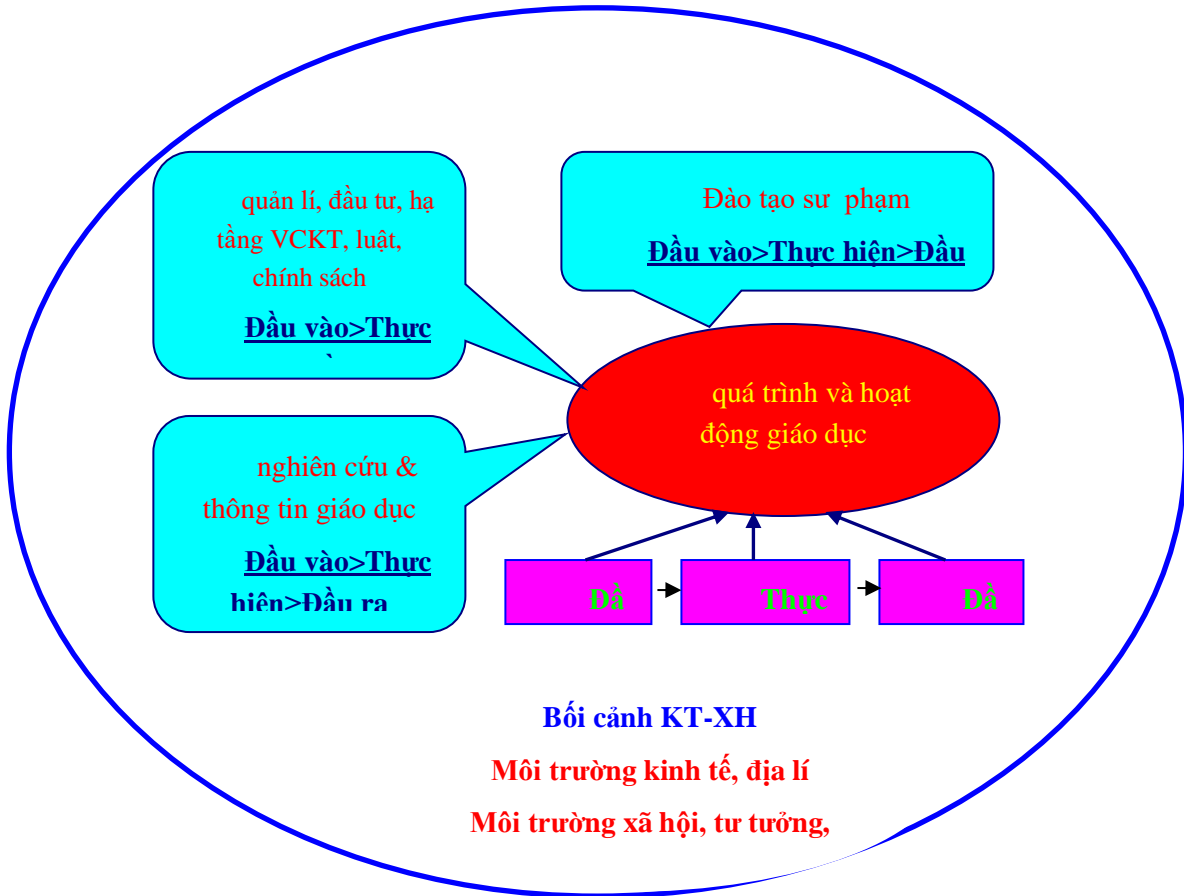 quản lí, đầu tư, hạ
tầng VCKT, luật,
chính sách
Đầu vào>Thực
Đào tạo sư phạm
Đầu vào>Thực hiện>Đầu
quá trình và hoạt
động giáo dục
nghiên cứu &
thông tin giáo dục
Đầu vào>Thực
hiện>Đầu ra
Đầ
Thực
Đầ
Bối cảnh KT-XH
Môi trường kinh tế, địa lí
Môi trường xã hội, tư tưởng,